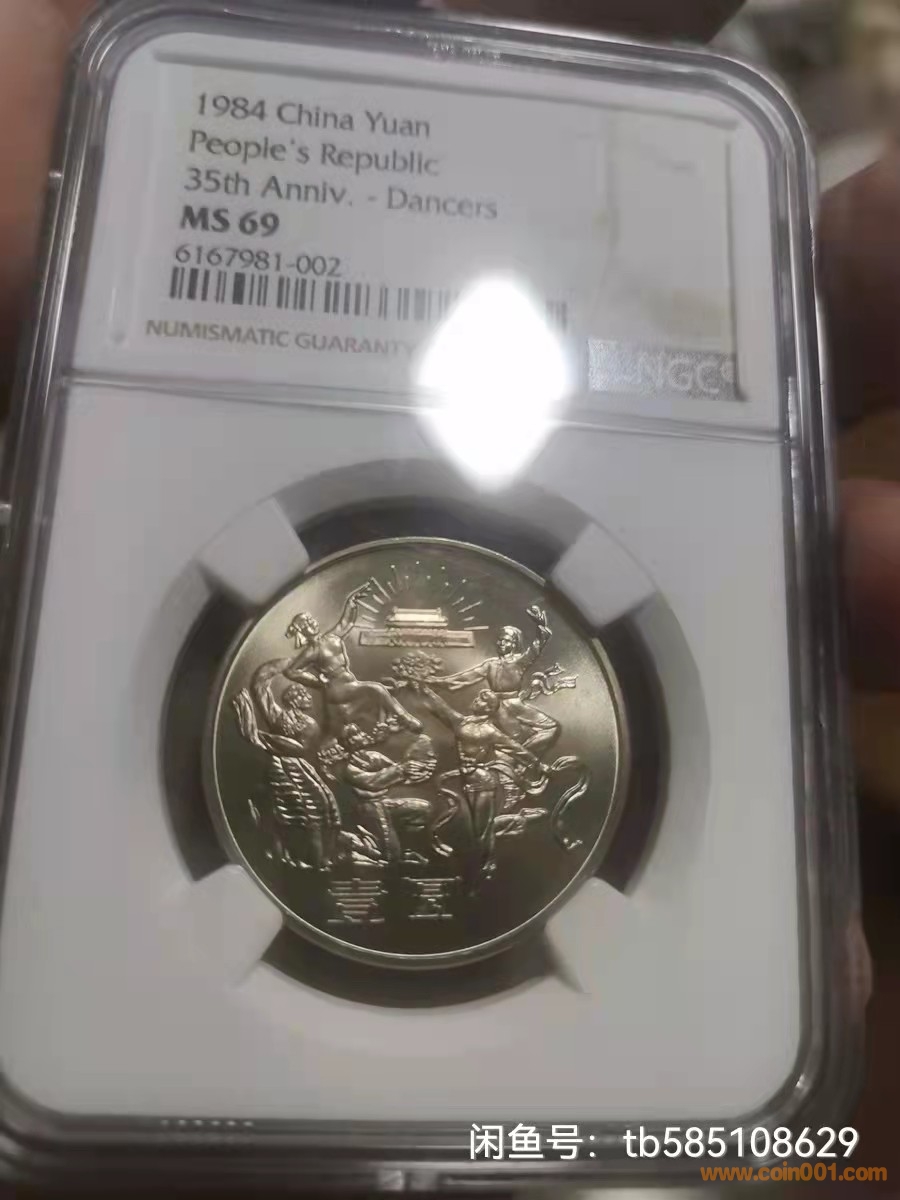 1984 China Yuan
People's Republic
35th Anniv. - Dancers
MS 69
6167981-002
NUMISMATIC GUARANTY
NGC
壹圆
闲鱼号：tb585108629
www.coin001.com